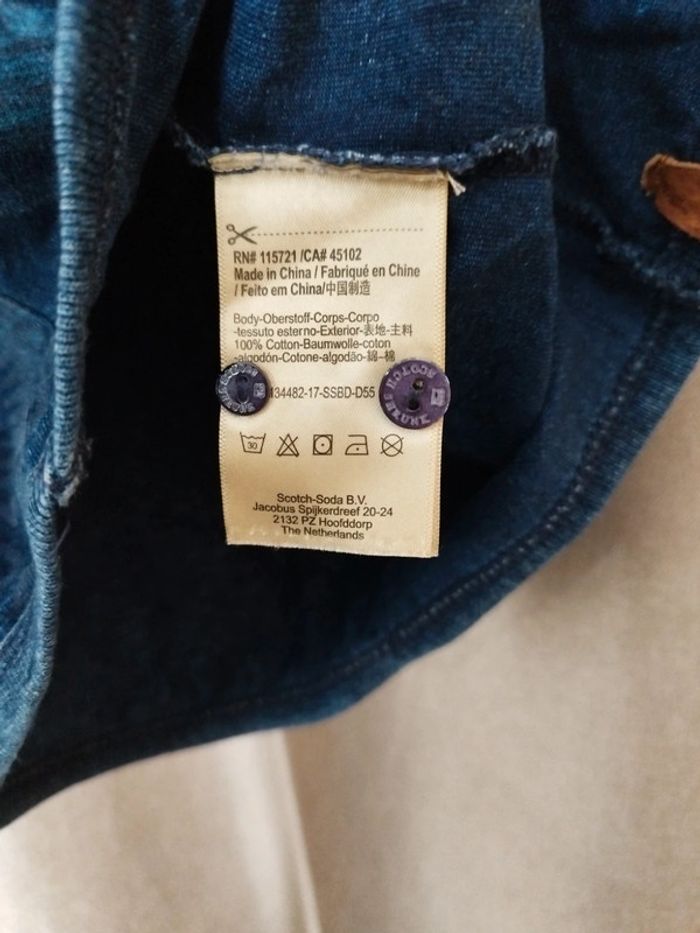 RN# 115721 /CA# 45102
Made in China / Fabriqué en Chine
/ Feito em China/中国制造
Body-Oberstoff-Corps-Corpo
-tessuto esterno-Exterior-表地-主料
100% Cotton-Baumwolle-coton
-algodón-Cotone-algodão-綿-棉
134482-17-SSBD-D55
SCOTCH
SHRUNK
30
Scotch-Soda B.V.
Jacobus Spijkerdreef 20-24
2132 PZ Hoofddorp
The Netherlands